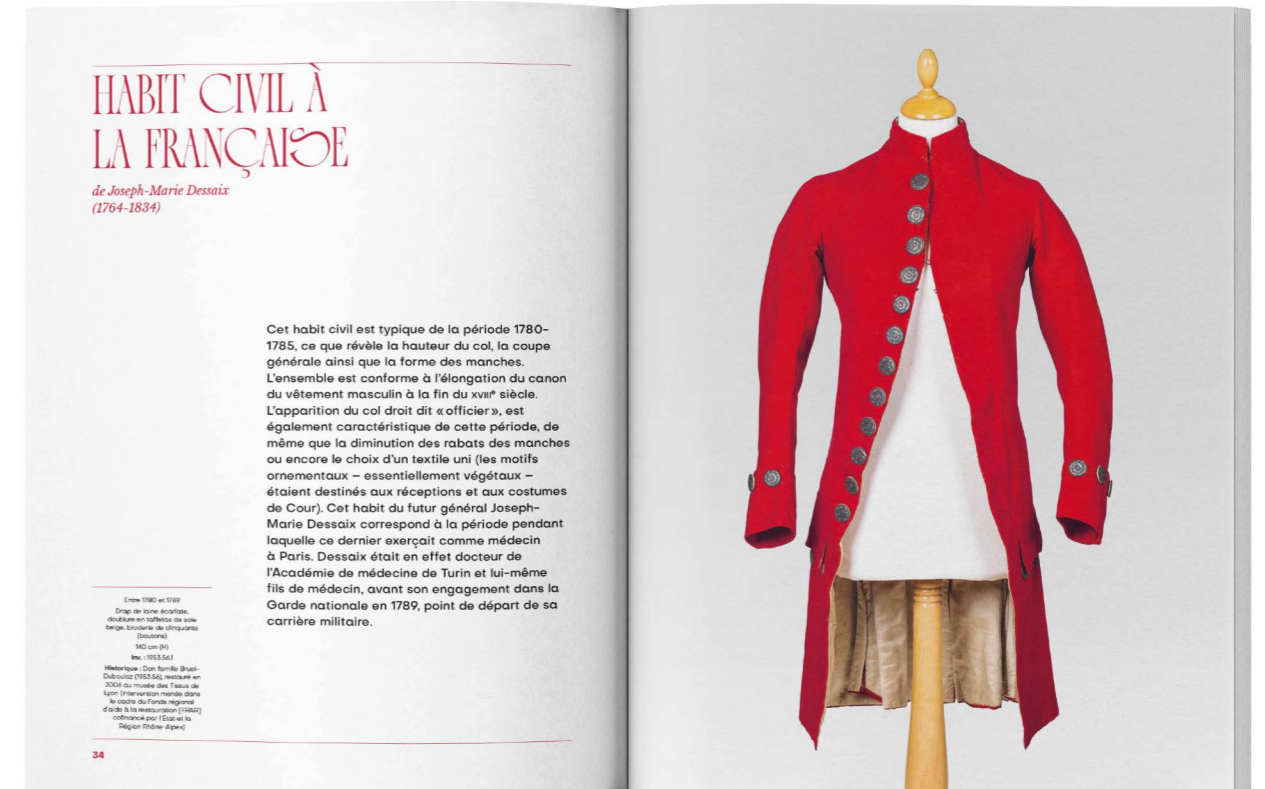 HABIT CIVIL À
LA FRANÇAISE
de Joseph-Marie Dessaix
(1764-1834)
Cet habit civil est typique de la période 1780-
1785, ce que révèle la hauteur du col, la coupe
générale ainsi que la forme des manches.
L'ensemble est conforme à l'élongation du canon
du vêtement masculin à la fin du XVIIIe siècle.
L'apparition du col droit dit « officier », est
également caractéristique de cette période, de
même que la diminution des rabats des manches
ou encore le choix d'un textile uni (les motifs
ornementaux – essentiellement végétaux –
étaient destinés aux réceptions et aux costumes
de Cour). Cet habit du futur général Joseph-
Marie Dessaix correspond à la période pendant
laquelle ce dernier exerçait comme médecin
à Paris. Dessaix était en effet docteur de
l'Académie de médecine de Turin et lui-même
fils de médecin, avant son engagement dans la
Garde nationale en 1789, point de départ de sa
carrière militaire.
Entre 1780 et 1789
Drap de laine écarlate,
doublure en taffetas de soie
beige, broderie de clinquants
(boutons)
140 cm (H)
Inv. : 1953.56.1
Historique : Don famille Bruel-
Dubouloz (1953.56), restauré en
2006 au musée des Tissus de
Lyon (intervention menée dans
le cadre du Fonds régional
d'aide à la restauration [FRAR]
cofinancé par l'État et la
Région Rhône-Alpes)
34